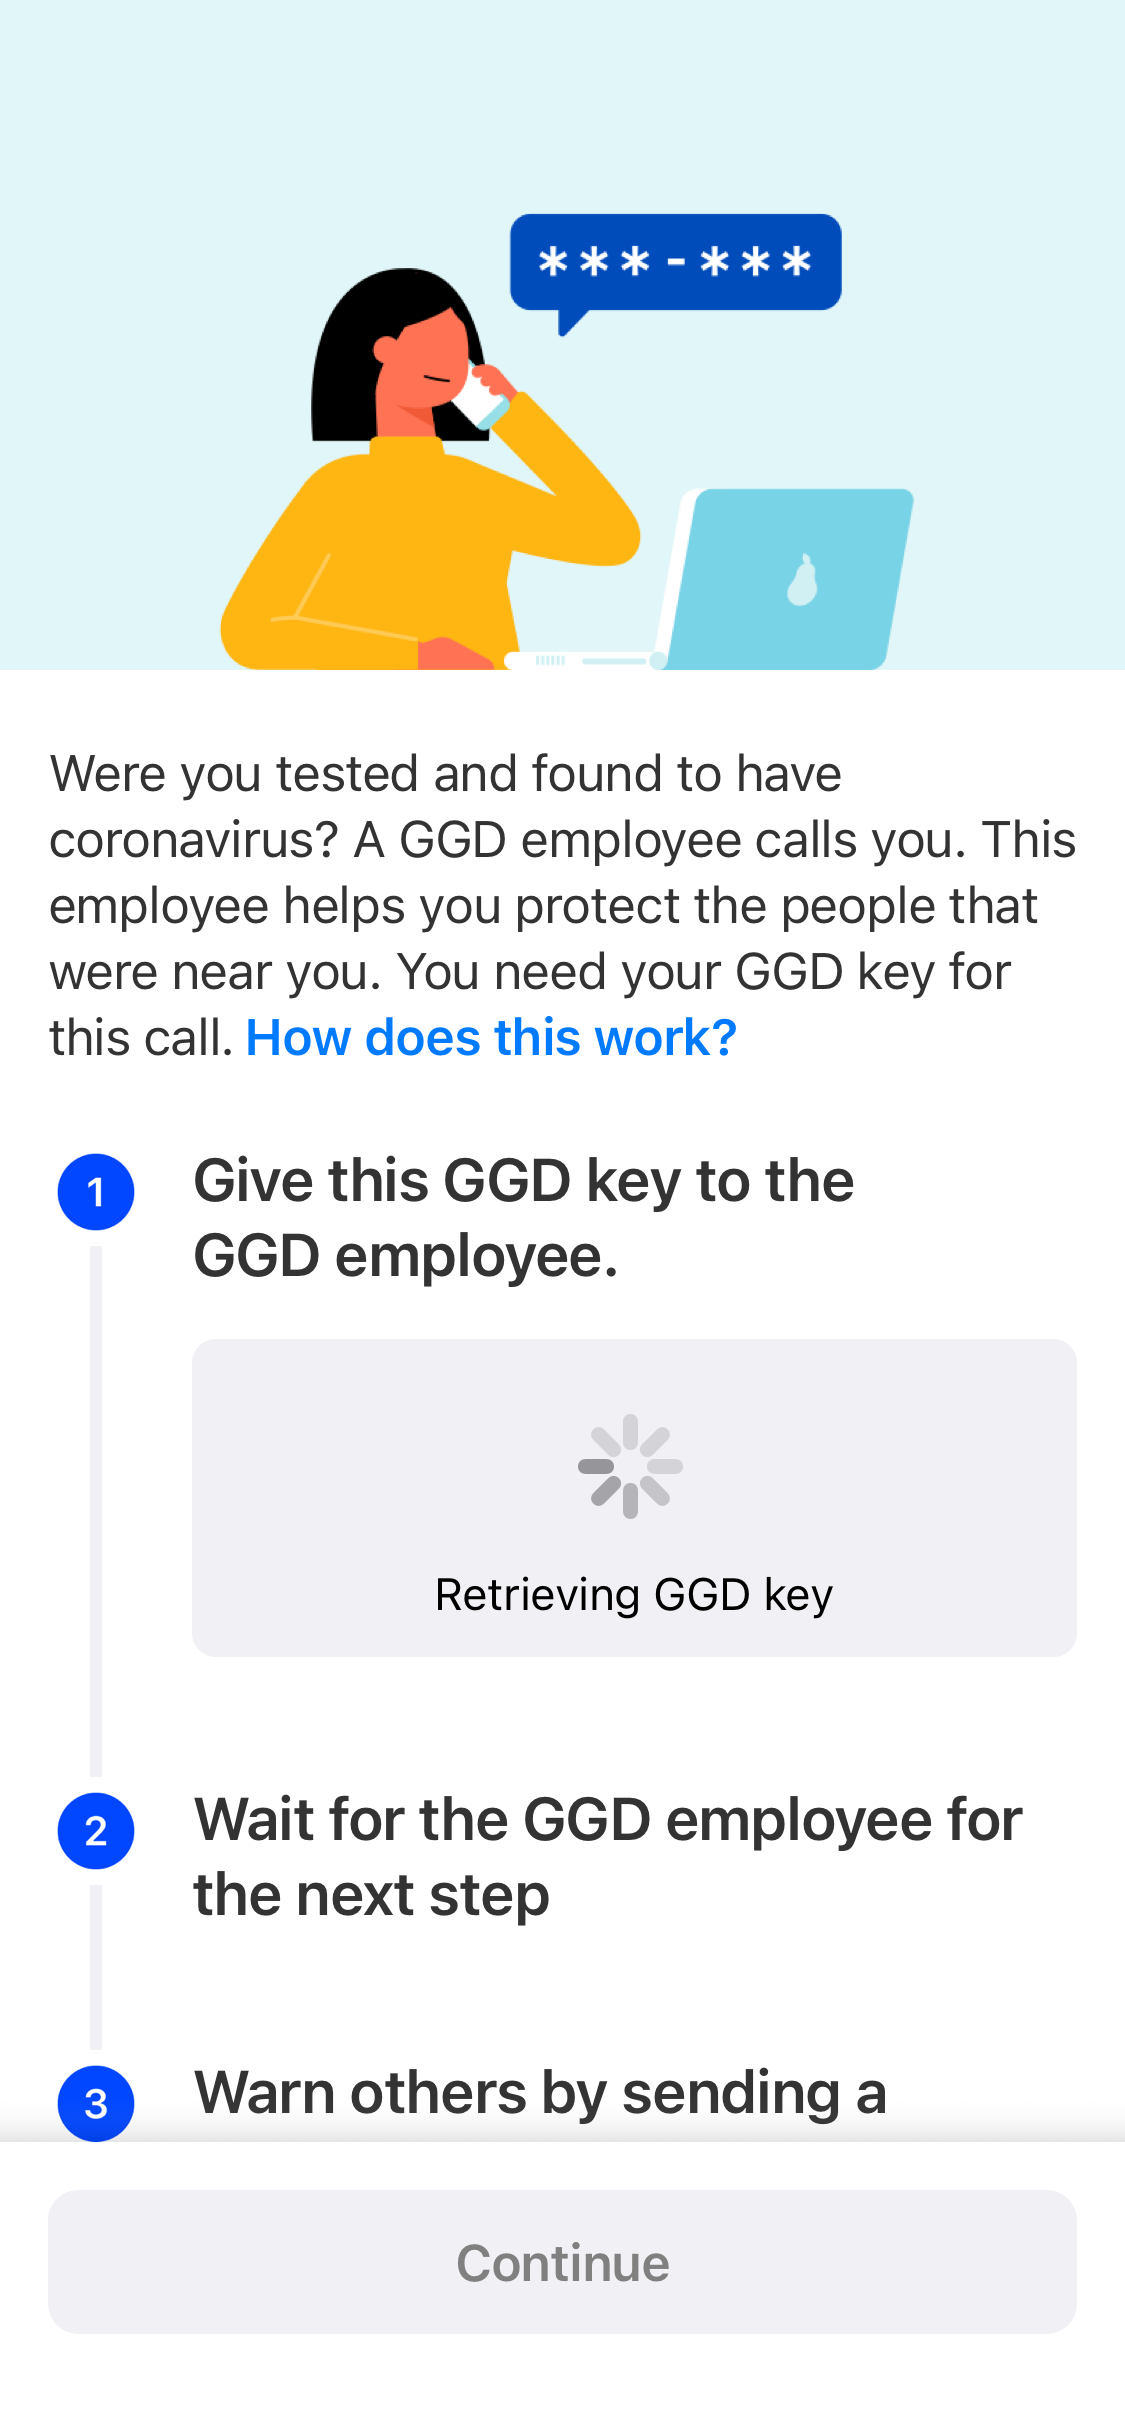 ***-***
Were you tested and found to have
coronavirus? A GGD employee calls you. This
employee helps you protect the people that
were near you. You need your GGD key for
this call. How does this work?
1
Give this GGD key to the
GGD employee.
Retrieving GGD key
2
Wait for the GGD employee for
the next step
3
Warn others by sending a
Continue